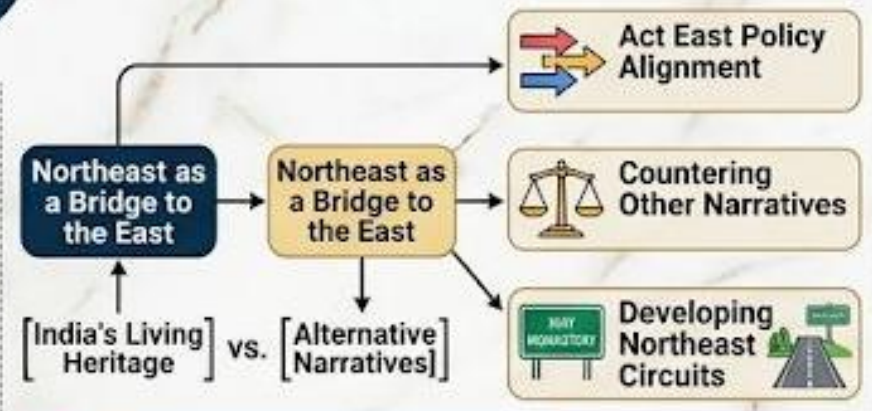 Act East Policy
Alignment
Northeast as
a Bridge to
the East
Northeast as
a Bridge to
the East
Countering
Other Narratives
[India's Living
Heritage]
vs.
[Alternative
Narratives]]
MONASTORY
Developing
Northeast
Circuits